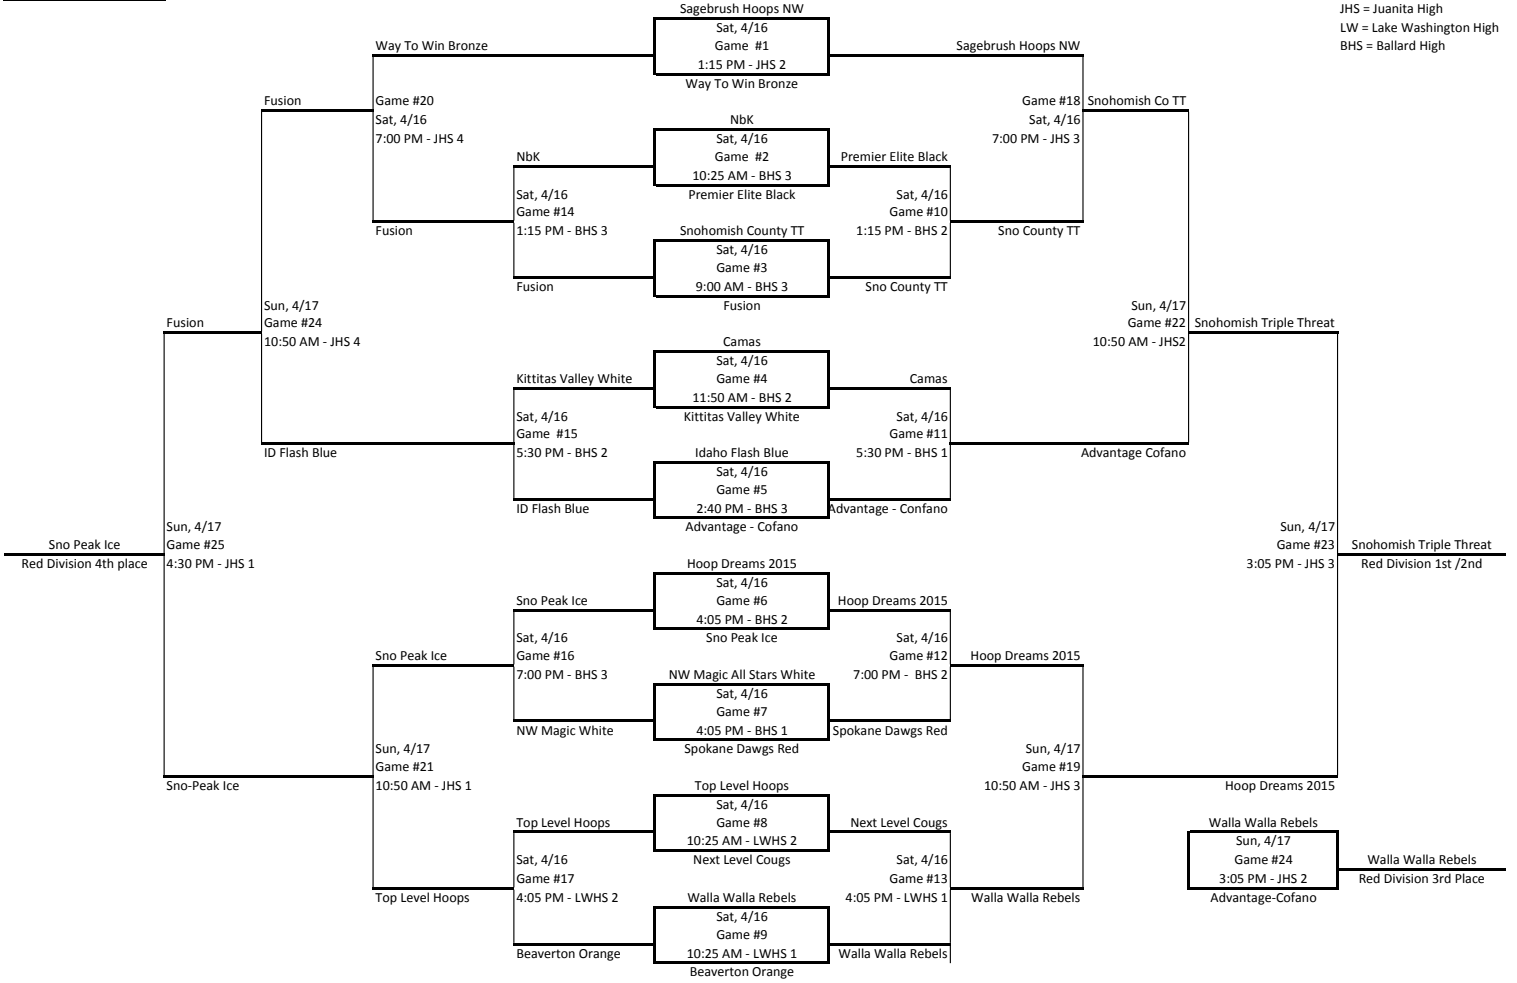 Sagebrush Hoops NW
JHS = Juanita High
Sat, 4/16
LW = Lake Washington High
Way To Win Bronze
Game  #1
Sagebrush Hoops NW
BHS = Ballard High
1:15 PM - JHS 2
Way To Win Bronze
Fusion
Game #20
Game #18
Snohomish Co TT
Sat, 4/16
NbK
Sat, 4/16
7:00 PM - JHS 4
Sat, 4/16
7:00 PM - JHS 3
NbK
Game  #2
Premier Elite Black
10:25 AM - BHS 3
Sat, 4/16
Premier Elite Black
Sat, 4/16
Game #14
Game #10
Fusion
1:15 PM - BHS 3
Snohomish County TT
1:15 PM - BHS 2
Sno County TT
Sat, 4/16
Game #3
Fusion
9:00 AM - BHS 3
Sno County TT
Fusion
Sun, 4/17
Sun, 4/17
Fusion
Game #24
Game #22
Snohomish Triple Threat
10:50 AM - JHS 4
Camas
10:50 AM - JHS2
Sat, 4/16
Kittitas Valley White
Game #4
Camas
11:50 AM - BHS 2
Sat, 4/16
Kittitas Valley White
Sat, 4/16
Game  #15
Game #11
ID Flash Blue
5:30 PM - BHS 2
Idaho Flash Blue
5:30 PM - BHS 1
Advantage Cofano
Sat, 4/16
Game #5
ID Flash Blue
2:40 PM - BHS 3
Advantage - Confano
Advantage - Cofano
Sun, 4/17
Sun, 4/17
Sno Peak Ice
Game #25
Game #23
Snohomish Triple Threat
Red Division 4th place
4:30 PM - JHS 1
Hoop Dreams 2015
3:05 PM - JHS 3
Red Division 1st /2nd
Sat, 4/16
Sno Peak Ice
Game #6
Hoop Dreams 2015
4:05 PM - BHS 2
Sat, 4/16
Sno Peak Ice
Sat, 4/16
Sno Peak Ice
Game #16
Game #12
Hoop Dreams 2015
7:00 PM - BHS 3
NW Magic All Stars White
7:00 PM -  BHS 2
Sat, 4/16
Game #7
NW Magic White
4:05 PM - BHS 1
Spokane Dawgs Red
Sun, 4/17
Spokane Dawgs Red
Sun, 4/17
Game #21
Game #19
Sno-Peak Ice
10:50 AM - JHS 1
Top Level Hoops
10:50 AM - JHS 3
Hoop Dreams 2015
Sat, 4/16
Top Level Hoops
Game #8
Next Level Cougs
Walla Walla Rebels
10:25 AM - LWHS 2
Sun, 4/17
Sat, 4/16
Next Level Cougs
Sat, 4/16
Game #24
Walla Walla Rebels
Game #17
Game #13
3:05 PM - JHS 2
Red Division 3rd Place
Top Level Hoops
4:05 PM - LWHS 2
Walla Walla Rebels
4:05 PM - LWHS 1
Walla Walla Rebels
Advantage-Cofano
Sat, 4/16
Game #9
Beaverton Orange
10:25 AM - LWHS 1
Walla Walla Rebels
Beaverton Orange